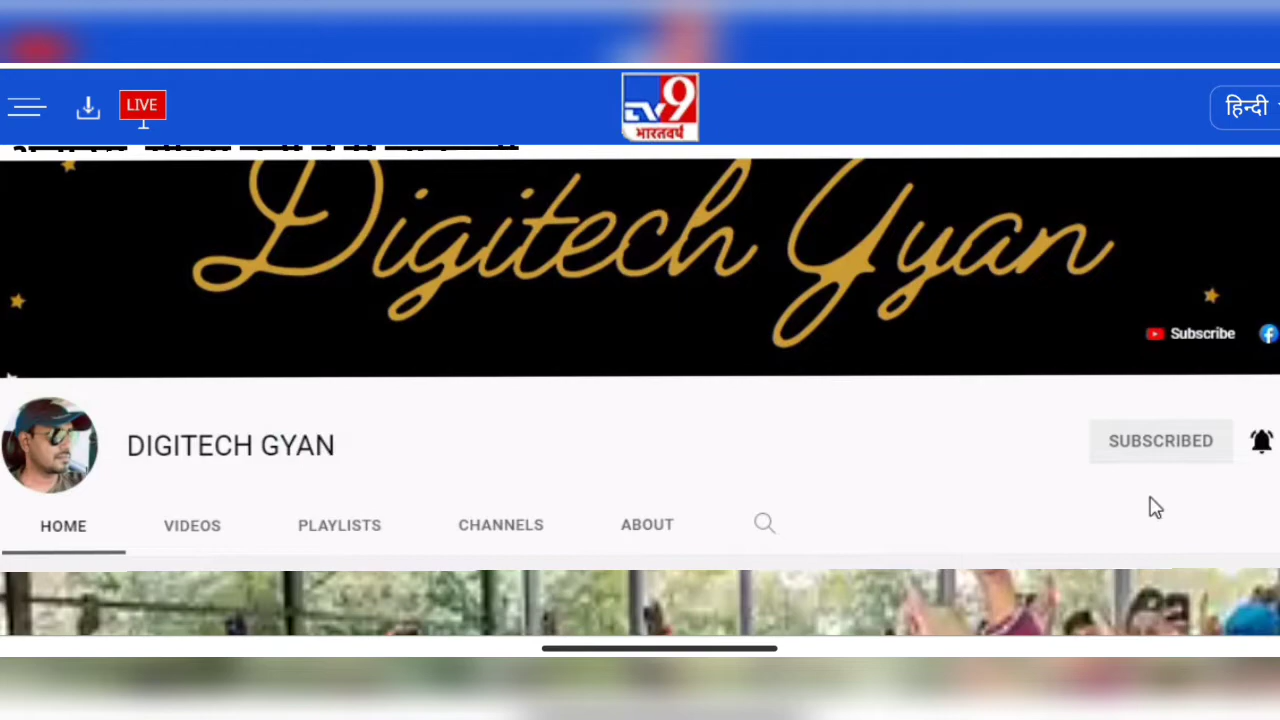 LIVE
TV9
भारतवर्ष
हिन्दी
Digitech Gyan
Subscribe
DIGITECH GYAN
SUBSCRIBED
HOME VIDEOS PLAYLISTS CHANNELS ABOUT